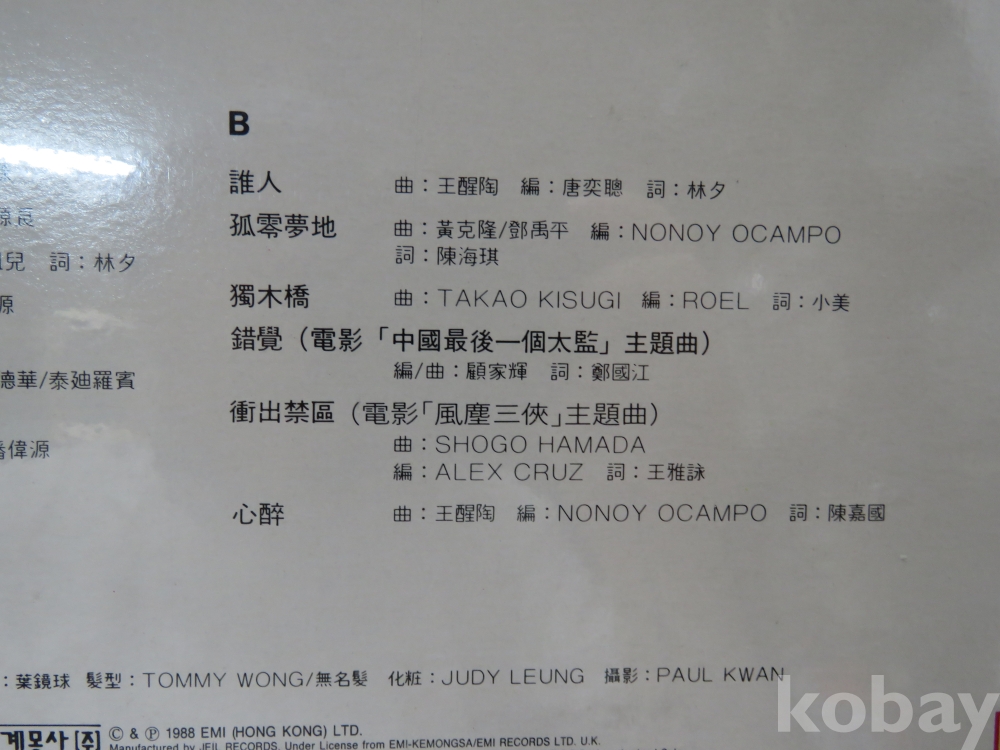 B
誰人 曲：王醒陶 編：唐奕聰 詞：林夕
孤零夢地 曲：黃克隆/鄧禹平 編：NONOY OCAMPO
詞：陳海琪
兒 詞：林夕
獨木橋 曲：TAKAO KISUGI 編：ROEL 詞：小美
源
錯覺（電影「中國最後一個太監」主題曲）
編/曲：顧家輝 詞：鄭國江
德華/泰廸羅賓
衝出禁區（電影「風塵三俠」主題曲）
曲：SHOGO HAMADA
偉源
編：ALEX CRUZ 詞：王雅詠
心醉 曲：王醒陶 編：NONOY OCAMPO 詞：陳嘉國
：葉鏡球 髮型：TOMMY WONG/無名髮 化粧：JUDY LEUNG 攝影：PAUL KWAN
계몽사 [주] © & ℗ 1988 EMI (HONG KONG) LTD.
Manufactured by JEIL RECORDS, Under License from EMI-KEMONGSA/EMI RECORDS LTD. U.K.
kobay